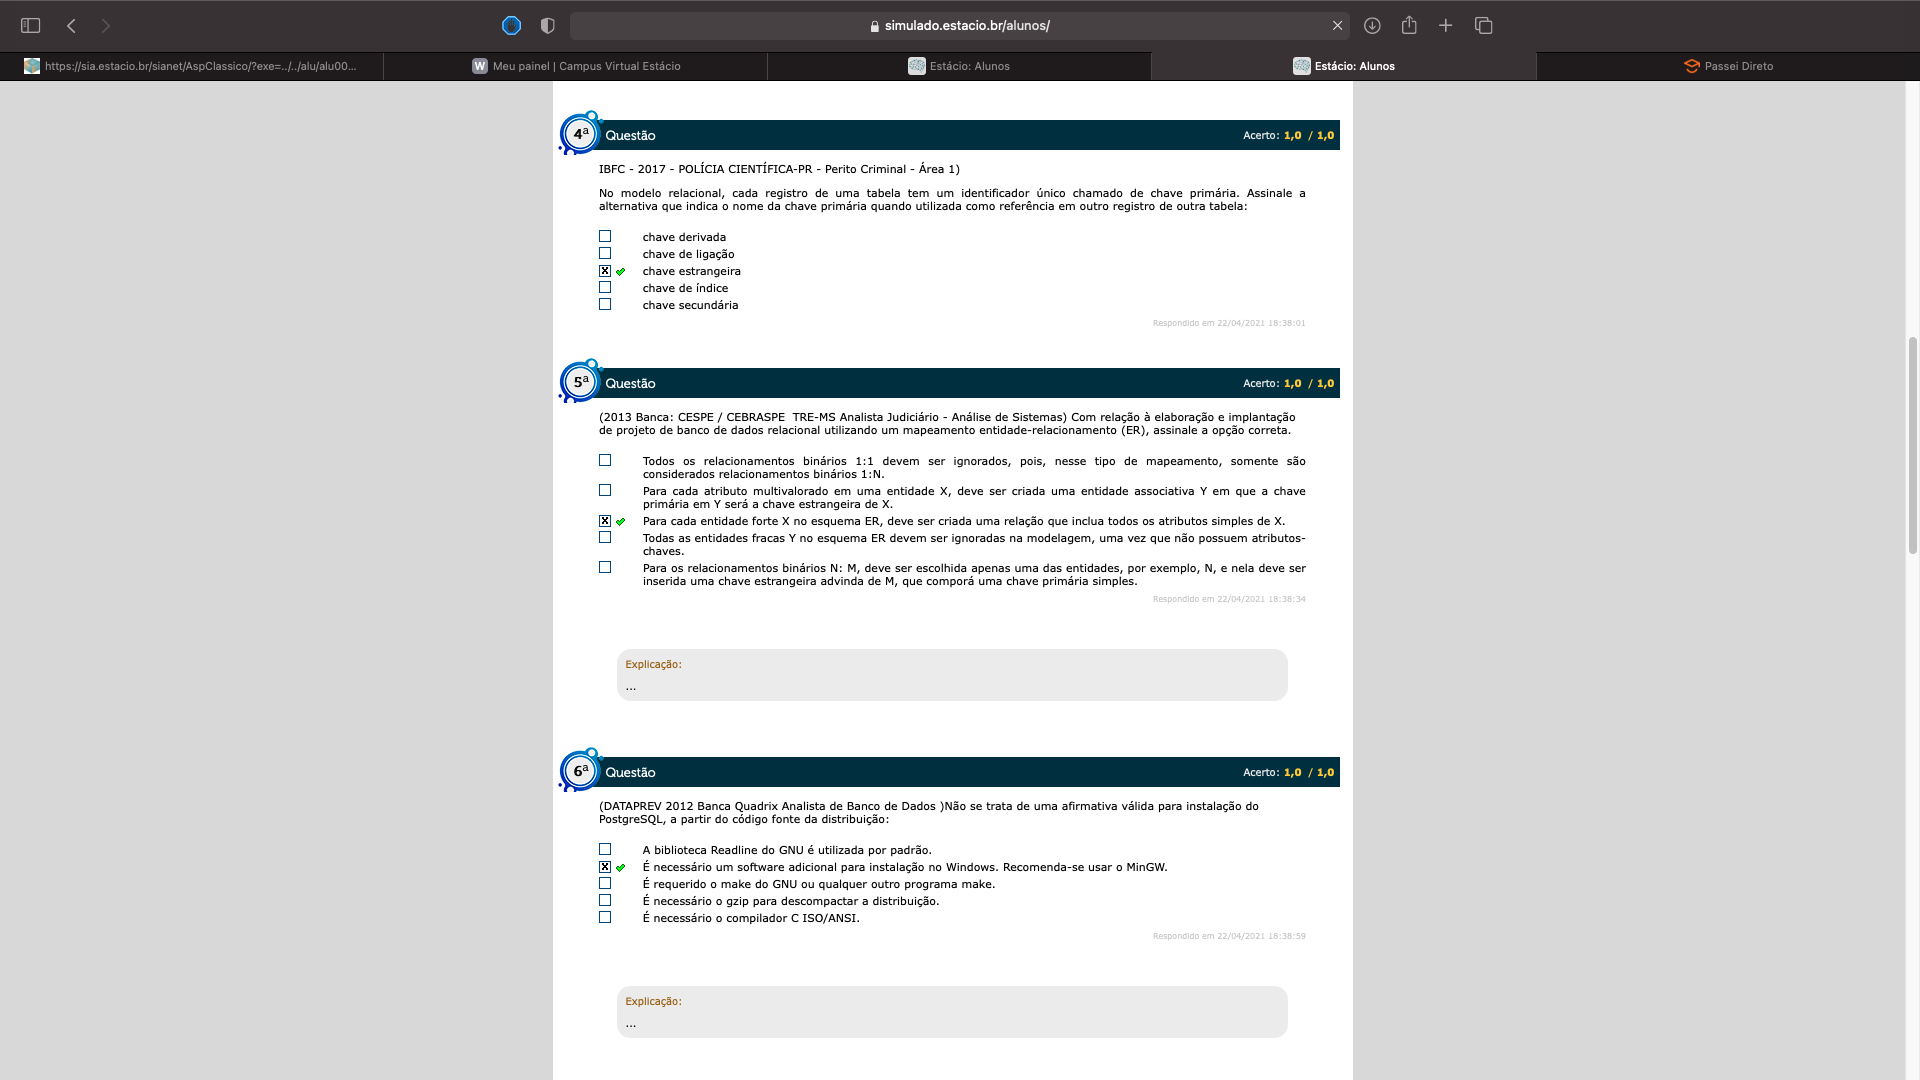 simulado.estacio.br/alunos/
https://sia.estacio.br/sianet/AspClassico/?exe=../../alu/alu00...
Meu painel | Campus Virtual Estácio
Estácio: Alunos
Estácio: Alunos
Passei Direto
4ª Questão Acerto: 1,0 / 1,0
IBFC - 2017 - POLÍCIA CIENTÍFICA-PR - Perito Criminal - Área 1)
No modelo relacional, cada registro de uma tabela tem um identificador único chamado de chave primária. Assinale a
alternativa que indica o nome da chave primária quando utilizada como referência em outro registro de outra tabela:
chave derivada
chave de ligação
X chave estrangeira
chave de índice
chave secundária
Respondido em 22/04/2021 18:38:01
5ª Questão Acerto: 1,0 / 1,0
(2013 Banca: CESPE / CEBRASPE TRE-MS Analista Judiciário - Análise de Sistemas) Com relação à elaboração e implantação
de projeto de banco de dados relacional utilizando um mapeamento entidade-relacionamento (ER), assinale a opção correta.
Todos os relacionamentos binários 1:1 devem ser ignorados, pois, nesse tipo de mapeamento, somente são
considerados relacionamentos binários 1:N.
Para cada atributo multivalorado em uma entidade X, deve ser criada uma entidade associativa Y em que a chave
primária em Y será a chave estrangeira de X.
X Para cada entidade forte X no esquema ER, deve ser criada uma relação que inclua todos os atributos simples de X.
Todas as entidades fracas Y no esquema ER devem ser ignoradas na modelagem, uma vez que não possuem atributos-
chaves.
Para os relacionamentos binários N: M, deve ser escolhida apenas uma das entidades, por exemplo, N, e nela deve ser
inserida uma chave estrangeira advinda de M, que comporá uma chave primária simples.
Respondido em 22/04/2021 18:38:34
Explicação:
...
6ª Questão Acerto: 1,0 / 1,0
(DATAPREV 2012 Banca Quadrix Analista de Banco de Dados )Não se trata de uma afirmativa válida para instalação do
PostgreSQL, a partir do código fonte da distribuição:
A biblioteca Readline do GNU é utilizada por padrão.
X É necessário um software adicional para instalação no Windows. Recomenda-se usar o MinGW.
É requerido o make do GNU ou qualquer outro programa make.
É necessário o gzip para descompactar a distribuição.
É necessário o compilador C ISO/ANSI.
Respondido em 22/04/2021 18:38:59
Explicação:
...